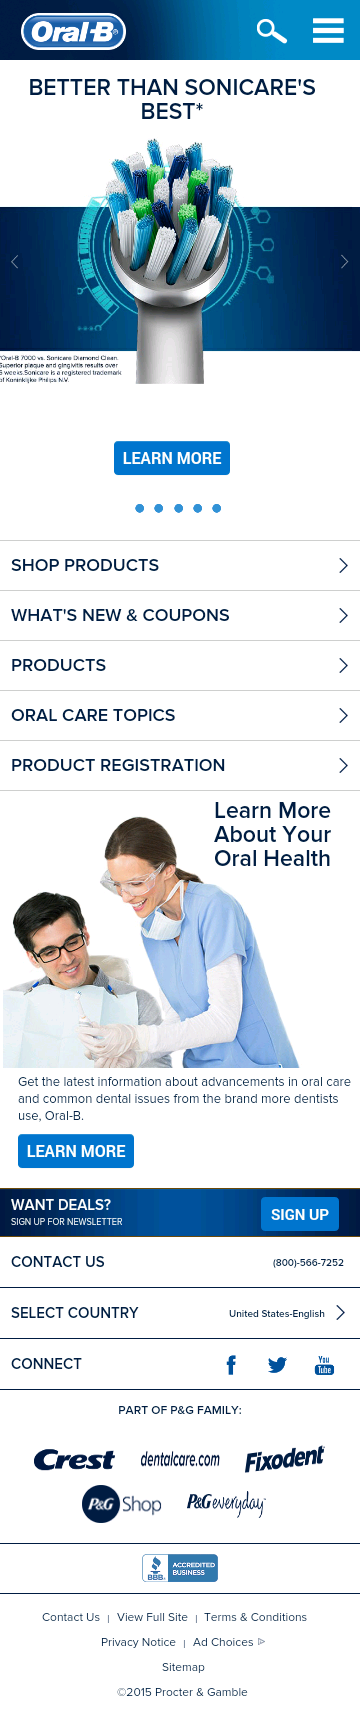 Oral-B
BETTER THAN SONICARE'S
BEST*
*Oral-B 7000 vs. Sonicare Diamond Clean.
Superior plaque and gingivitis results over
6 weeks.Sonicare is a registered trademark
of Koninklijke Philips N.V.
LEARN MORE
SHOP PRODUCTS
WHAT'S NEW & COUPONS
PRODUCTS
ORAL CARE TOPICS
PRODUCT REGISTRATION
Learn More
About Your
Oral Health
Get the latest information about advancements in oral care
and common dental issues from the brand more dentists
use, Oral-B.
LEARN MORE
WANT DEALS?
SIGN UP FOR NEWSLETTER
SIGN UP
CONTACT US
(800)-566-7252
SELECT COUNTRY
United States-English
CONNECT
f
You
Tube
PART OF P&G FAMILY:
Crest dentalcare.com Fixodent
P&G Shop P&G everyday
BBB. ACCREDITED
BUSINESS
Contact Us | View Full Site | Terms & Conditions
Privacy Notice | Ad Choices
Sitemap
©2015 Procter & Gamble